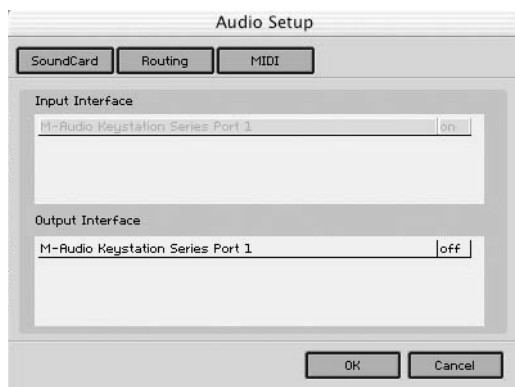 Audio Setup
SoundCard Routing MIDI
Input Interface
M-Audio Keystation Series Port 1 on
Output Interface
M-Audio Keystation Series Port 1 off
OK Cancel